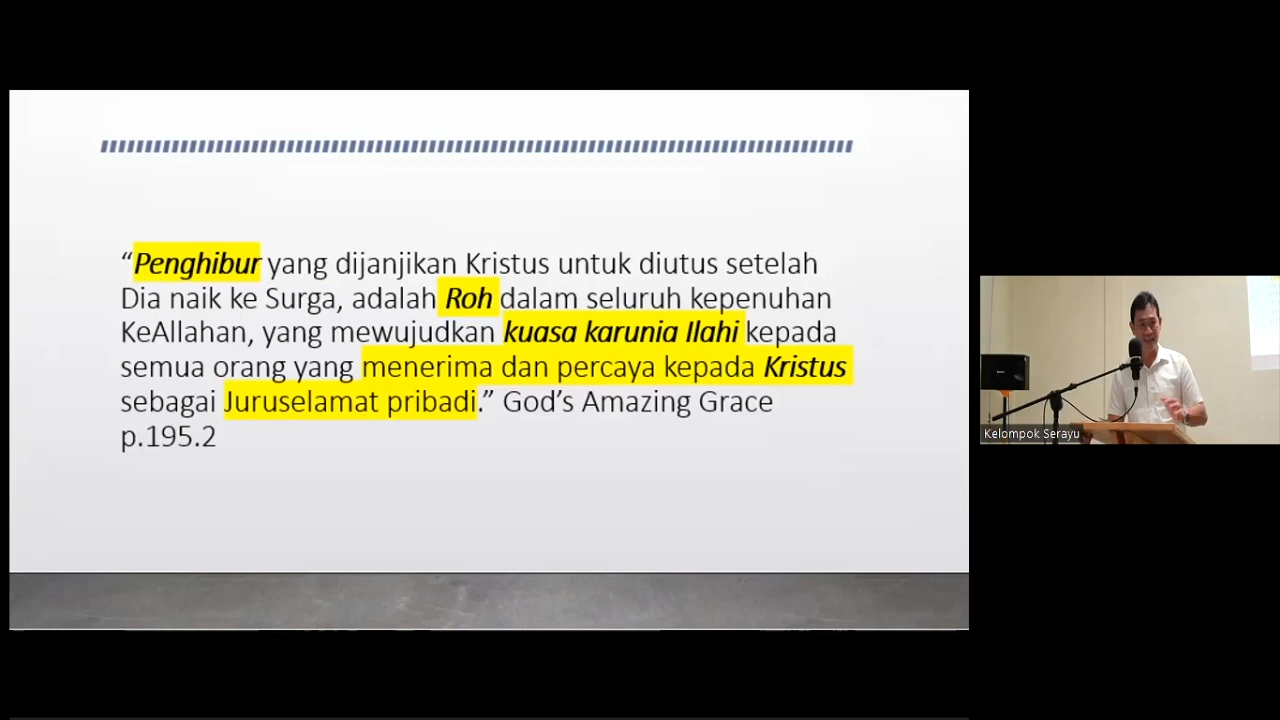 “Penghibur yang dijanjikan Kristus untuk diutus setelah
Dia naik ke Surga, adalah Roh dalam seluruh kepenuhan
KeAllahan, yang mewujudkan kuasa karunia Ilahi kepada
semua orang yang menerima dan percaya kepada Kristus
sebagai Juruselamat pribadi.” God’s Amazing Grace
p.195.2
Kelompok Serayu